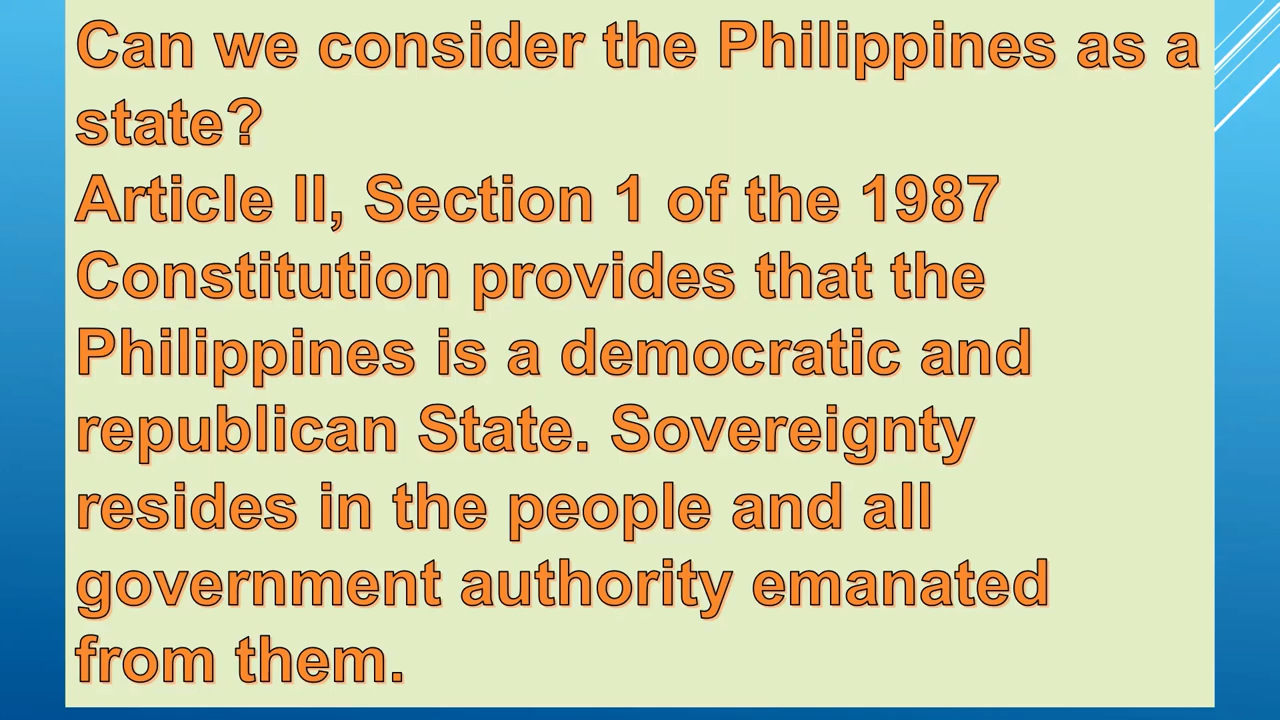 Can we consider the Philippines as a
state?
Article II, Section 1 of the 1987
Constitution provides that the
Philippines is a democratic and
republican State. Sovereignty
resides in the people and all
government authority emanated
from them.